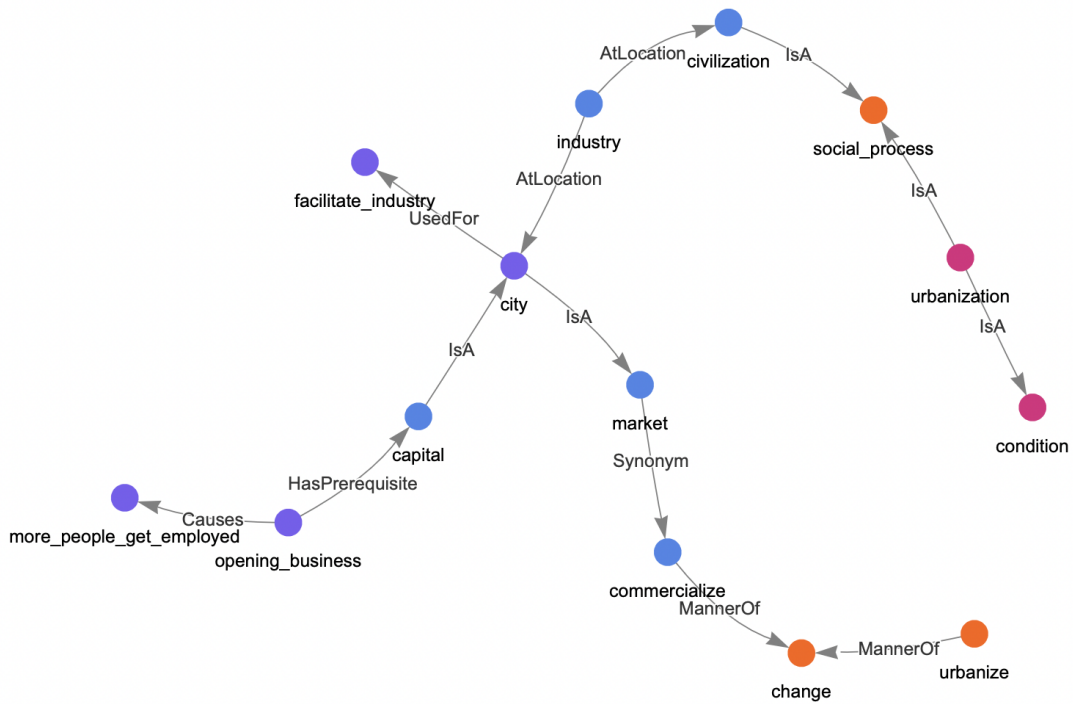 AtLocation
civilization
IsA
industry
social_process
AtLocation
IsA
facilitate_industry
UsedFor
urbanization
city
IsA
IsA
IsA
market
condition
capital
Synonym
HasPrerequisite
Causes
more_people_get_employed
opening_business
commercialize
MannerOf
MannerOf
urbanize
change